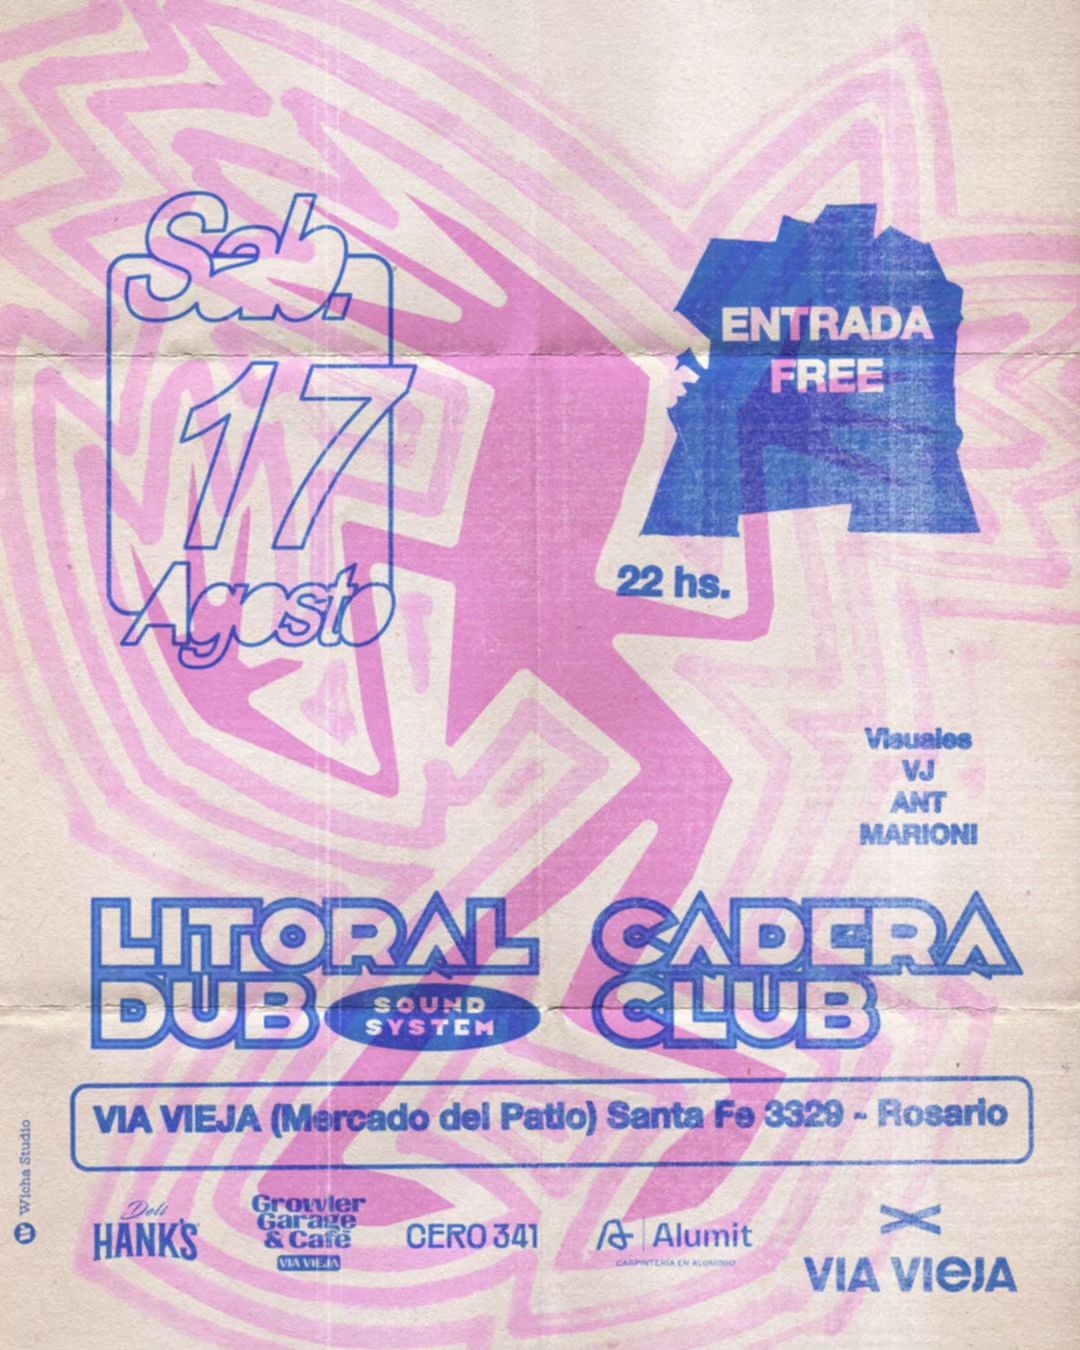 Sab.
17
Agosto
ENTRADA
FREE
22 hs.
Visuales
VJ
ANT
MARIONI
LITORAL
DUB
SOUND
SYSTEM
CADERA
CLUB
VIA VIEJA (Mercado del Patio) Santa Fe 3329 - Rosario
Wicha Studio
Deli
HANK'S
Growler
Garage
& Café
VIA VIEJA
CERO 341
Alumit
CARPINTERÍA EN ALUMINIO
VIA VIEJA